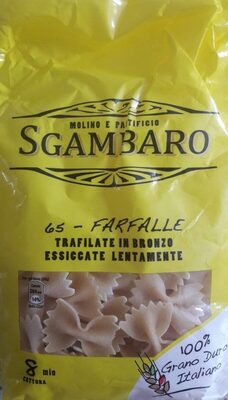 MOLINO E PASTIFICIO
SGAMBARO
65 - FARFALLE
TRAFILATE IN BRONZO
ESSICCATE LENTAMENTE
8 min
COTTURA
100%
Grano Duro
Italiano